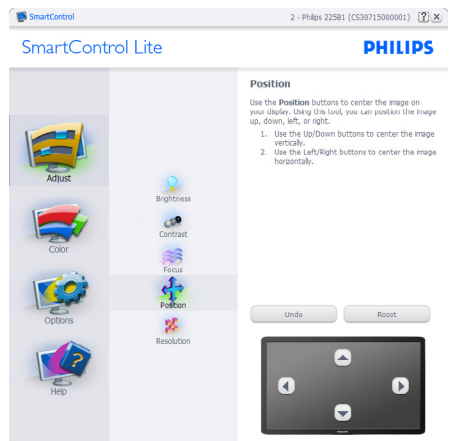 SmartControl
2 - Philips 225B1 (CS30715000001)
?
SmartControl Lite
PHILIPS
Adjust
Color
Options
Help
Brightness
Contrast
Focus
Position
Resolution
Position
Use the Position buttons to center the image on
your display. Using this tool, you can position the image
up, down, left, or right.
1. Use the Up/Down buttons to center the image
vertically.
2. Use the Left/Right buttons to center the image
horizontally.
Undo
Reset